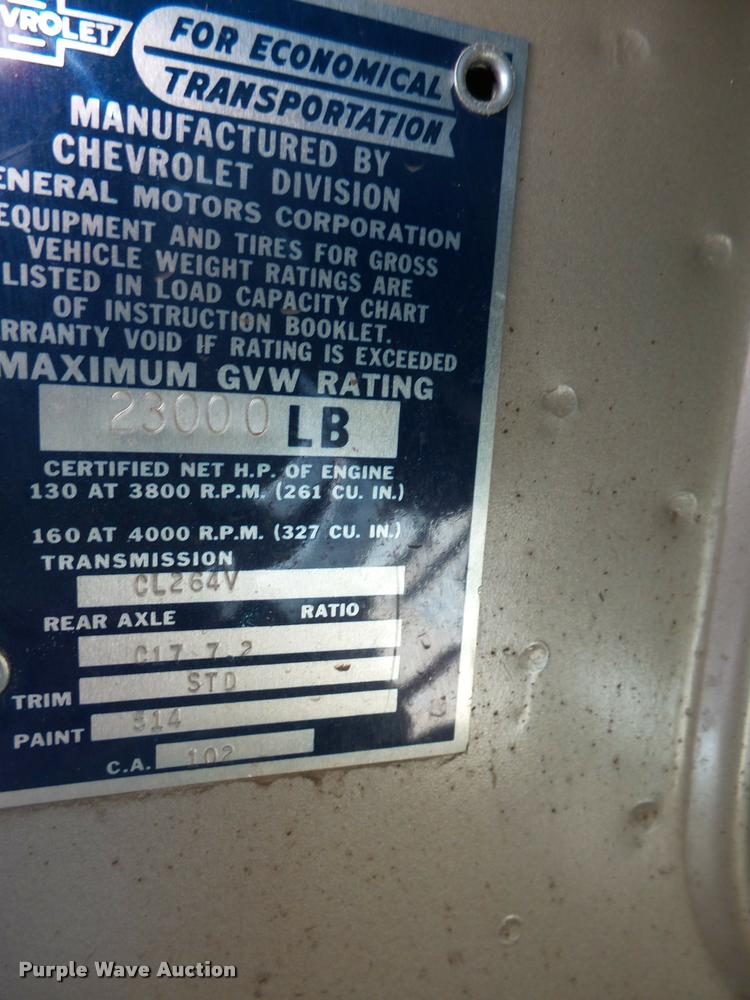 VROLET
FOR ECONOMICAL
TRANSPORTATION
MANUFACTURED BY
CHEVROLET DIVISION
ENERAL MOTORS CORPORATION
EQUIPMENT AND TIRES FOR GROSS
VEHICLE WEIGHT RATINGS ARE
LISTED IN LOAD CAPACITY CHART
OF INSTRUCTION BOOKLET.
RRANTY VOID IF RATING IS EXCEEDED
MAXIMUM GVW RATING
23000 LB
CERTIFIED NET H.P. OF ENGINE
130 AT 3800 R.P.M. (261 CU. IN.)
160 AT 4000 R.P.M. (327 CU. IN.)
TRANSMISSION
CL264V
REAR AXLE RATIO
C17 7.2
TRIM STD
PAINT 514
C.A. 102
Purple Wave Auction